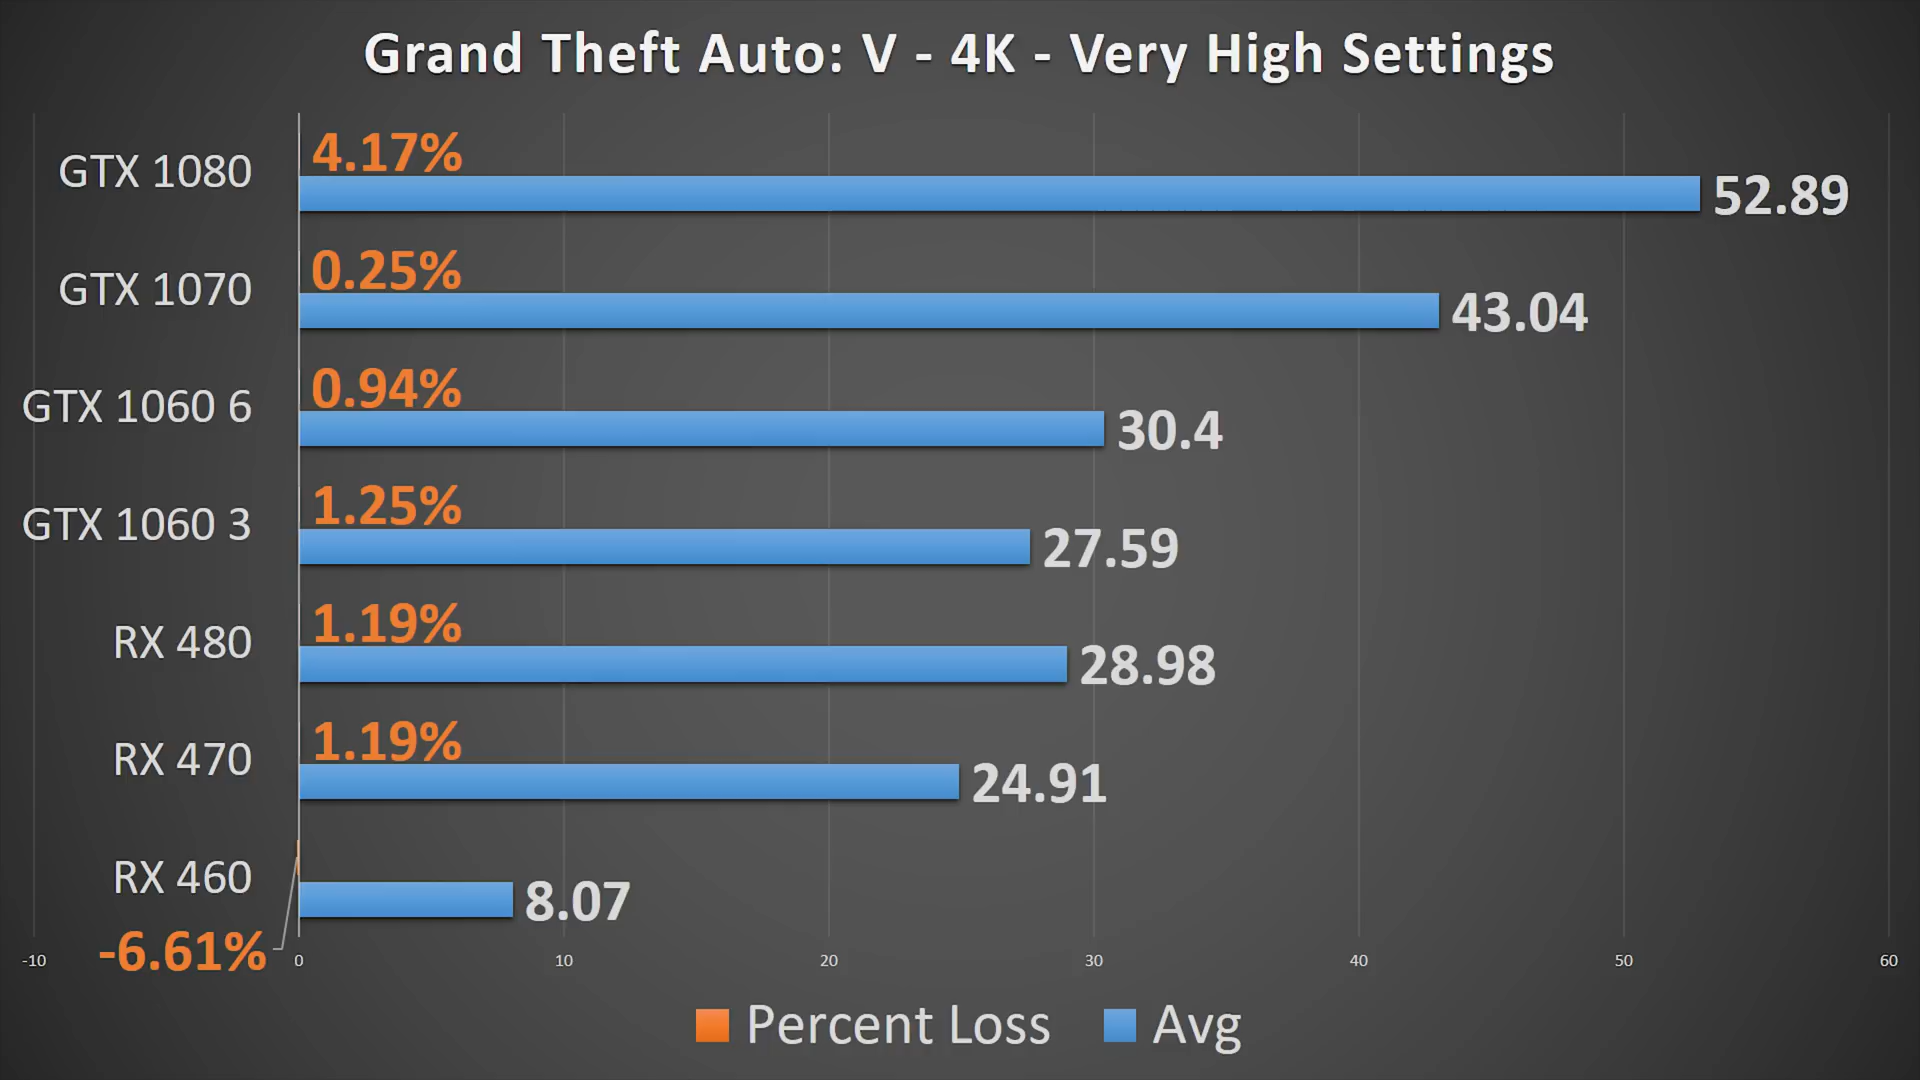 Grand Theft Auto: V - 4K - Very High Settings
GTX 1080 4.17% 52.89
GTX 1070 0.25% 43.04
GTX 1060 6 0.94% 30.4
GTX 1060 3 1.25% 27.59
RX 480 1.19% 28.98
RX 470 1.19% 24.91
RX 460 8.07
-6.61%
-10 0 10 20 30 40 50 60
Percent Loss Avg